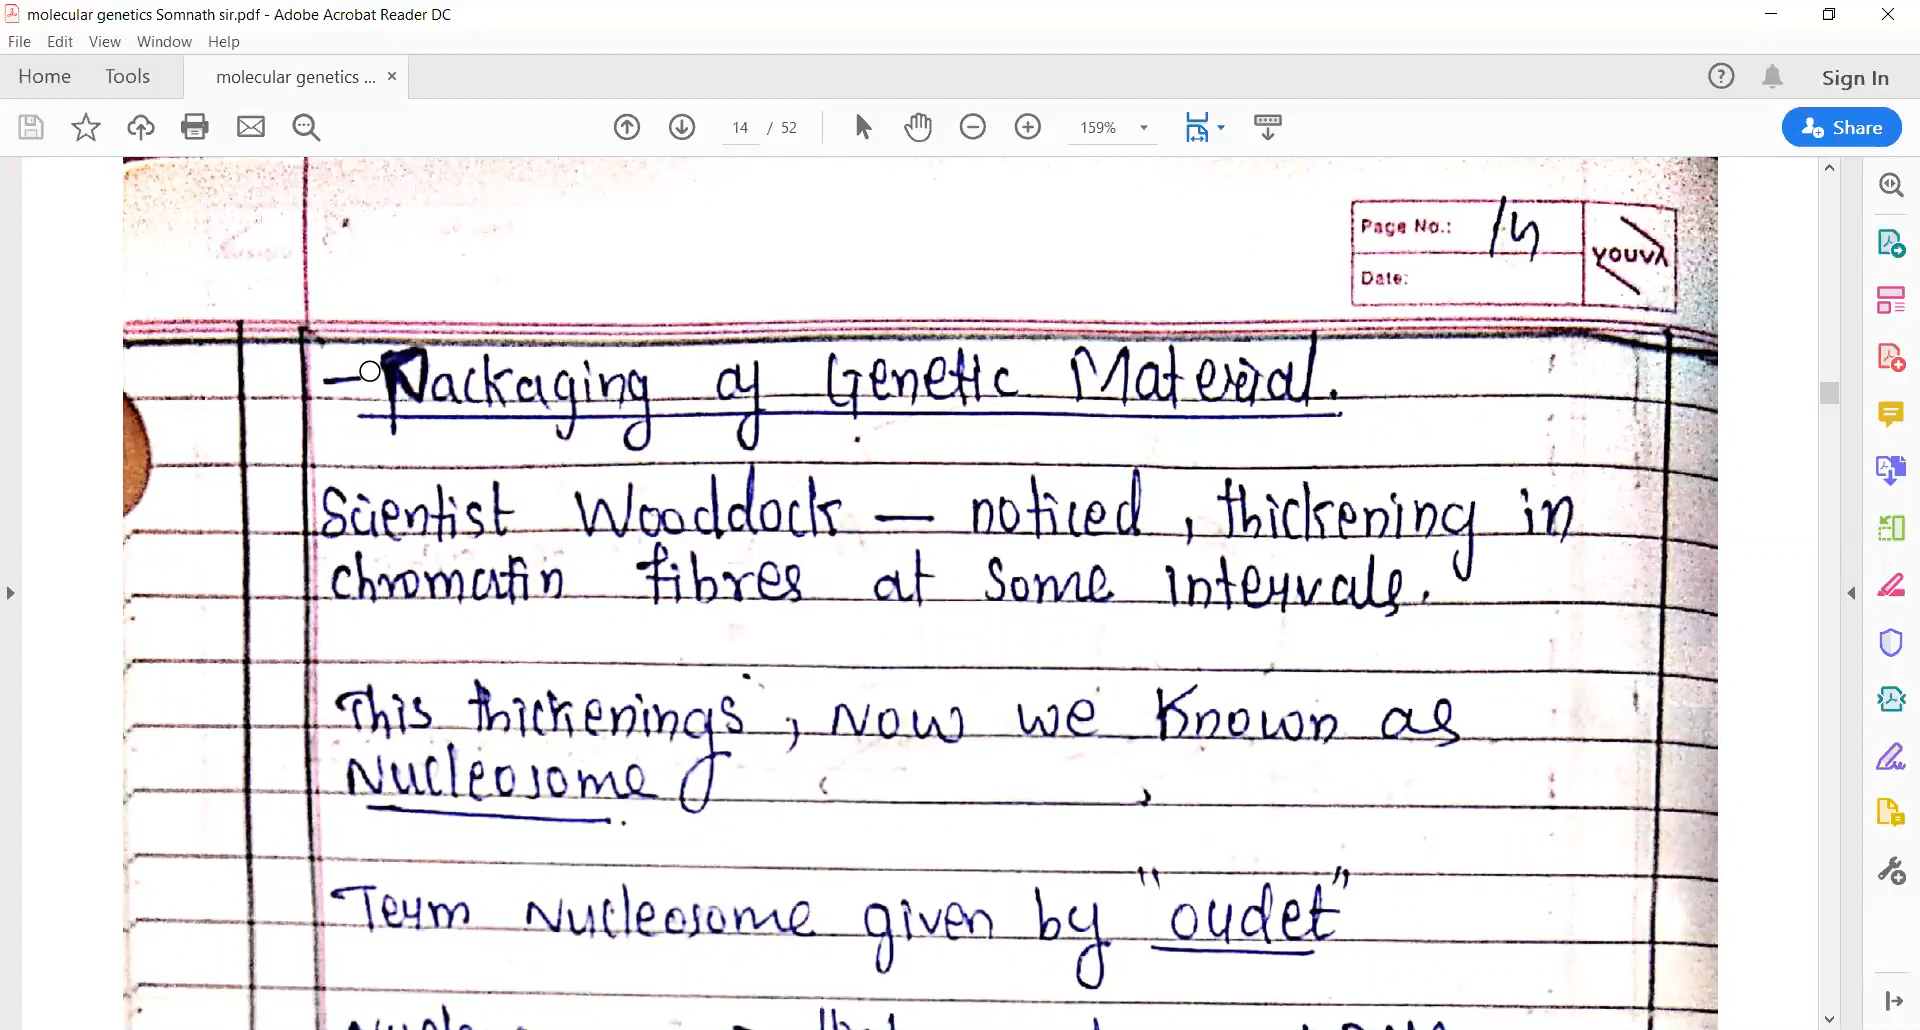 molecular genetics Somnath sir.pdf - Adobe Acrobat Reader DC
File Edit View Window Help
Home Tools molecular genetics ... × Sign In
14 / 52 159% Share
Page No.: 14
Date:
youva
– Packaging of Genetic Material.
Scientist Wooddock — noticed, thickening in
chromatin fibres at some intervals.
This thickenings, Now we known as
Nucleosome
Term Nucleosome given by "oudet"